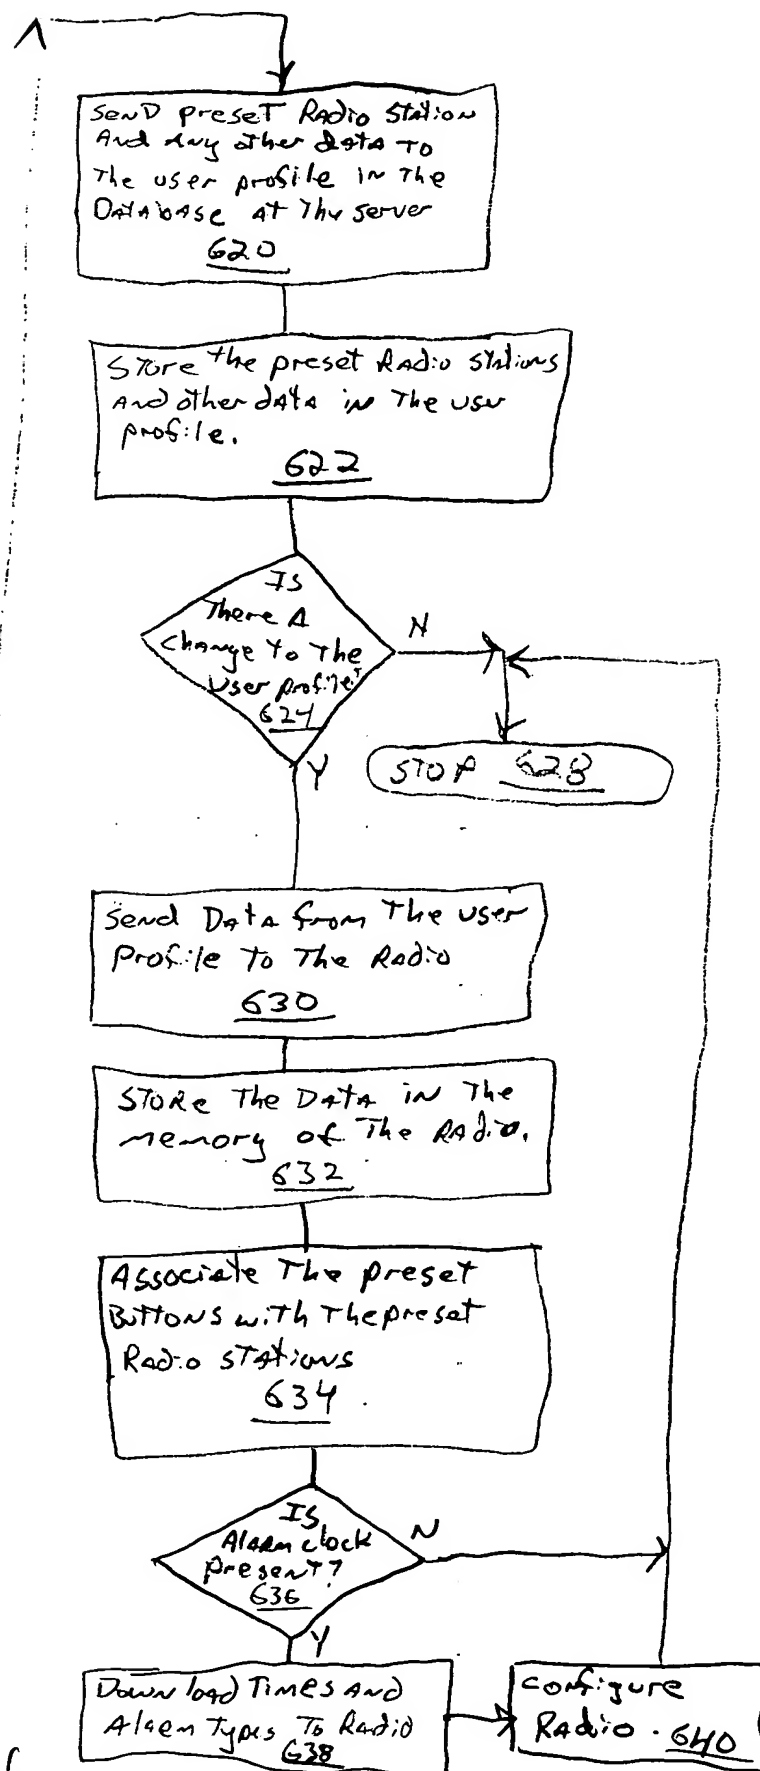 Send preset Radio Station
And Any other data to
the user profile in the
Database at the server
620
Store the preset Radio stations
and other data in the user
profile.
622
Is
There A
change to the
User profile?
624
N
Y
STOP 628
Send Data from the user
Profile to the Radio
630
Store the Data in the
memory of the Radio.
632
Associate the preset
Buttons with the preset
Radio stations
634
Is
Alarm clock
present?
636
N
Y
Download Times and
Alarm Types To Radio
638
configure
Radio. 640